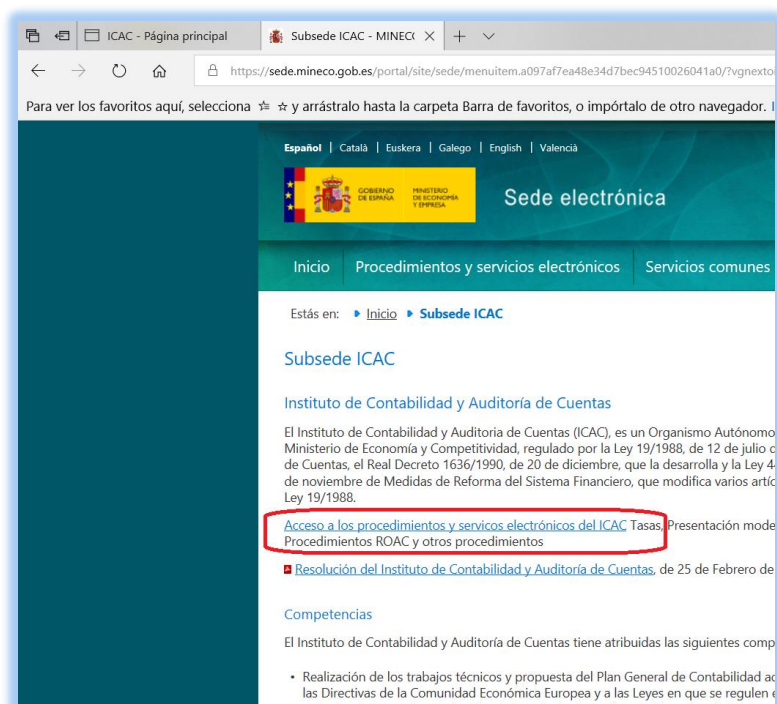 ICAC - Página principal
Subsede ICAC - MINEC
https://sede.mineco.gob.es/portal/site/sede/menuitem.a097af7ea48e34d7bec94510026041a0/?vgnexto
Para ver los favoritos aquí, selecciona y arrástralo hasta la carpeta Barra de favoritos, o impórtalo de otro navegador.
Español | Català | Euskera | Galego | English | Valencià
GOBIERNO DE ESPAÑA
MINISTERIO DE ECONOMÍA Y EMPRESA
Sede electrónica
Inicio Procedimientos y servicios electrónicos Servicios comunes
Estás en: Inicio Subsede ICAC
Subsede ICAC
Instituto de Contabilidad y Auditoría de Cuentas
El Instituto de Contabilidad y Auditoria de Cuentas (ICAC), es un Organismo Autónomo
Ministerio de Economía y Competitividad, regulado por la Ley 19/1988, de 12 de julio
de Cuentas, el Real Decreto 1636/1990, de 20 de diciembre, que la desarrolla y la Ley 4
de noviembre de Medidas de Reforma del Sistema Financiero, que modifica varios artíc
Ley 19/1988.
Acceso a los procedimientos y servicos electrónicos del ICAC Tasas, Presentación mode
Procedimientos ROAC y otros procedimientos
Resolución del Instituto de Contabilidad y Auditoría de Cuentas, de 25 de Febrero de
Competencias
El Instituto de Contabilidad y Auditoría de Cuentas tiene atribuidas las siguientes comp
• Realización de los trabajos técnicos y propuesta del Plan General de Contabilidad ad
las Directivas de la Comunidad Económica Europea y a las Leyes en que se regulen